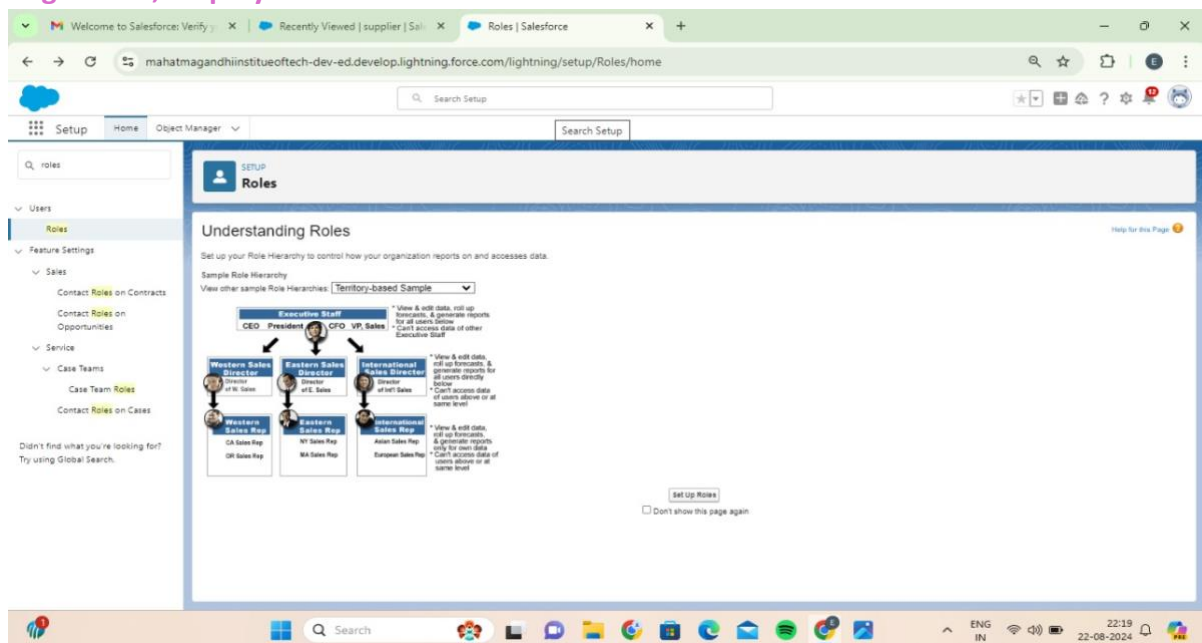 Welcome to Salesforce: Verify y
Recently Viewed | supplier | Sal
Roles | Salesforce
mahatmagandhiinstitueoftech-dev-ed.develop.lightning.force.com/lightning/setup/Roles/home
E
Search Setup
12
Setup
Home
Object Manager
Search Setup
roles
SETUP
Roles
Users
Roles
Feature Settings
Sales
Contact Roles on Contracts
Contact Roles on
Opportunities
Service
Case Teams
Case Team Roles
Contact Roles on Cases
Didn't find what you're looking for?
Try using Global Search.
Understanding Roles
Help for this Page
Set up your Role Hierarchy to control how your organization reports on and accesses data.
Sample Role Hierarchy
View other sample Role Hierarchies: Territory-based Sample
Executive Staff
CEO President CFO VP, Sales
* View & edit data, roll up
forecasts, & generate reports
for all users below
* Can't access data of other
Executive Staff
Western Sales
Director
Director
of W. Sales
Eastern Sales
Director
Director
of E. Sales
International
Sales Director
Director
of Int'l Sales
* View & edit data,
roll up forecasts, &
generate reports for
all users directly
below
* Can't access data
of users above or at
same level
Western
Sales Rep
CA Sales Rep
OR Sales Rep
Eastern
Sales Rep
NY Sales Rep
MA Sales Rep
International
Sales Rep
Asian Sales Rep
European Sales Rep
* View & edit data,
roll up forecasts,
& generate reports
only for own data
* Can't access data of
users above or at
same level
Set Up Roles
Don't show this page again
1
Search
ENG
IN
22:19
22-08-2024